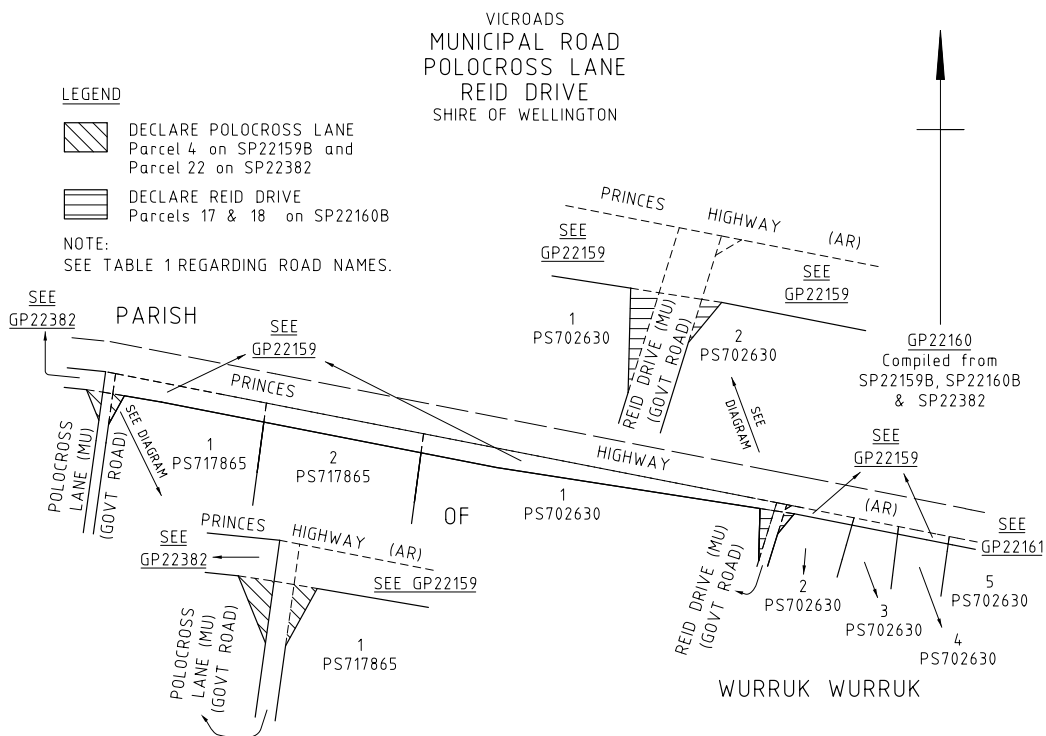 VICROADS
MUNICIPAL ROAD
POLOCROSS LANE
REID DRIVE
SHIRE OF WELLINGTON
LEGEND
DECLARE POLOCROSS LANE
Parcel 4 on SP22159B and
Parcel 22 on SP22382
DECLARE REID DRIVE
Parcels 17 & 18 on SP22160B
NOTE:
SEE TABLE 1 REGARDING ROAD NAMES.
PRINCES
HIGHWAY
(AR)
SEE
GP22159
SEE
GP22159
1
PS702630
2
PS702630
REID DRIVE (MU)
(GOVT ROAD)
SEE
DIAGRAM
GP22160
Compiled from
SP22159B, SP22160B
& SP22382
SEE
GP22382
PARISH
SEE
GP22159
PRINCES
HIGHWAY
(AR)
SEE
GP22159
SEE
GP22161
POLOCROSS
LANE (MU)
(GOVT ROAD)
SEE DIAGRAM
1
PS717865
2
PS717865
OF
1
PS702630
REID DRIVE (MU)
(GOVT ROAD)
2
PS702630
3
PS702630
4
PS702630
5
PS702630
PRINCES
HIGHWAY
(AR)
SEE
GP22382
SEE GP22159
POLOCROSS
LANE (MU)
(GOVT ROAD)
1
PS717865
WURRUK WURRUK